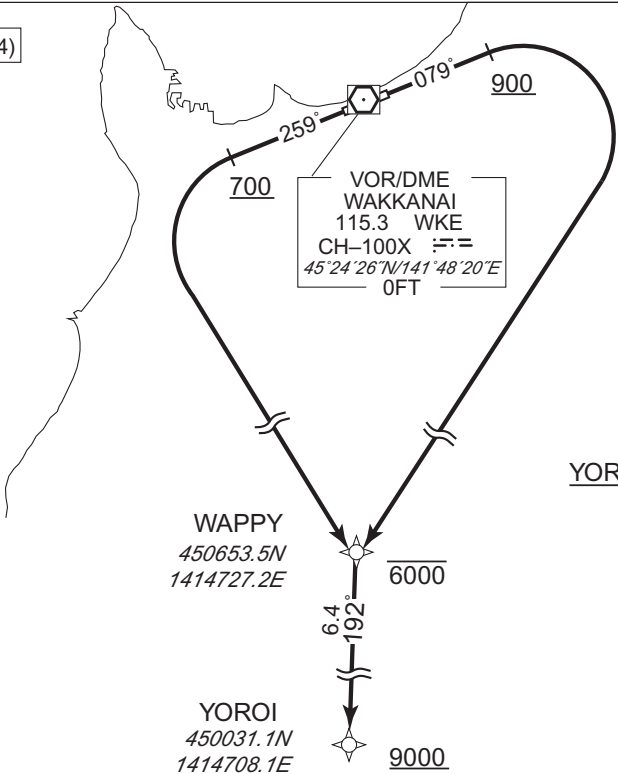 4)
079°
900
259°
700
VOR/DME
WAKKANAI
115.3 WKE
CH–100X
45°24´26˝N/141°48´20˝E
0FT
YOR
WAPPY
450653.5N
1414727.2E
6000
6.4
192°
YOROI
450031.1N
1414708.1E
9000